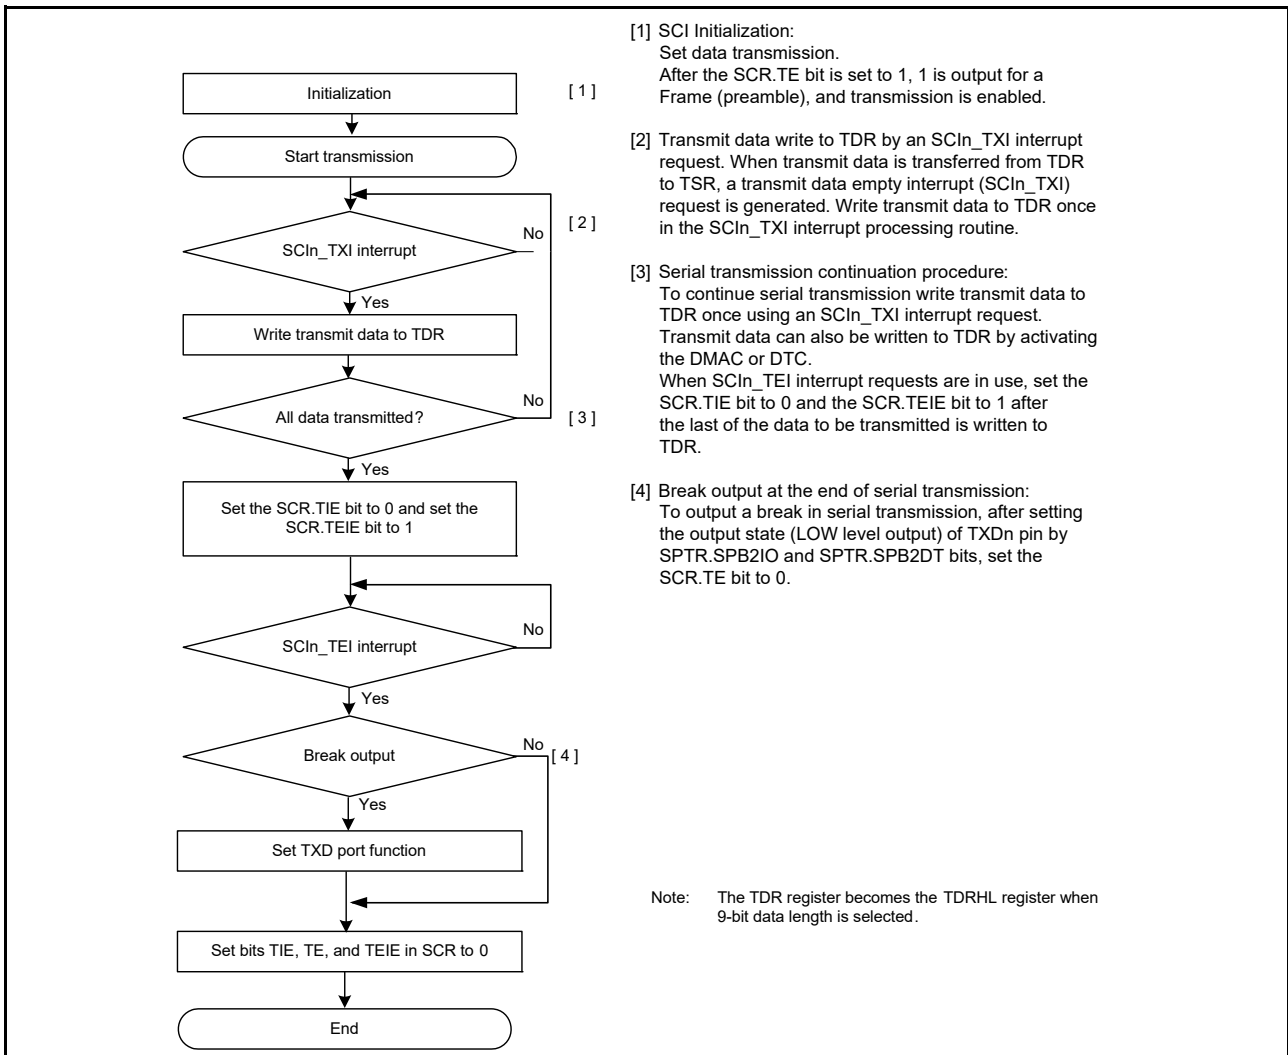 Initialization
[ 1 ]
Start transmission
SCIn_TXI interrupt
No
[ 2 ]
Yes
Write transmit data to TDR
All data transmitted?
No
[ 3 ]
Yes
Set the SCR.TIE bit to 0 and set the
SCR.TEIE bit to 1
SCIn_TEI interrupt
No
Yes
Break output
No
[ 4 ]
Yes
Set TXD port function
Set bits TIE, TE, and TEIE in SCR to 0
End
[1] SCI Initialization:
Set data transmission.
After the SCR.TE bit is set to 1, 1 is output for a
Frame (preamble), and transmission is enabled.
[2] Transmit data write to TDR by an SCIn_TXI interrupt
request. When transmit data is transferred from TDR
to TSR, a transmit data empty interrupt (SCIn_TXI)
request is generated. Write transmit data to TDR once
in the SCIn_TXI interrupt processing routine.
[3] Serial transmission continuation procedure:
To continue serial transmission write transmit data to
TDR once using an SCIn_TXI interrupt request.
Transmit data can also be written to TDR by activating
the DMAC or DTC.
When SCIn_TEI interrupt requests are in use, set the
SCR.TIE bit to 0 and the SCR.TEIE bit to 1 after
the last of the data to be transmitted is written to
TDR.
[4] Break output at the end of serial transmission:
To output a break in serial transmission, after setting
the output state (LOW level output) of TXDn pin by
SPTR.SPB2IO and SPTR.SPB2DT bits, set the
SCR.TE bit to 0.
Note: The TDR register becomes the TDRHL register when
9-bit data length is selected.